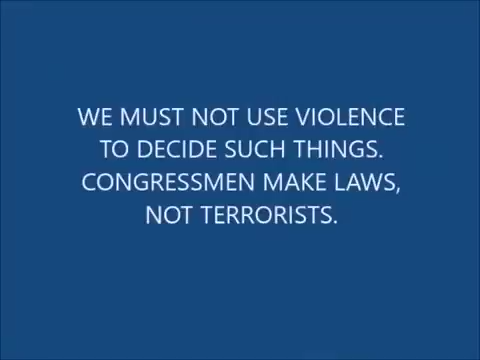 WE MUST NOT USE VIOLENCE
TO DECIDE SUCH THINGS.
CONGRESSMEN MAKE LAWS,
NOT TERRORISTS.